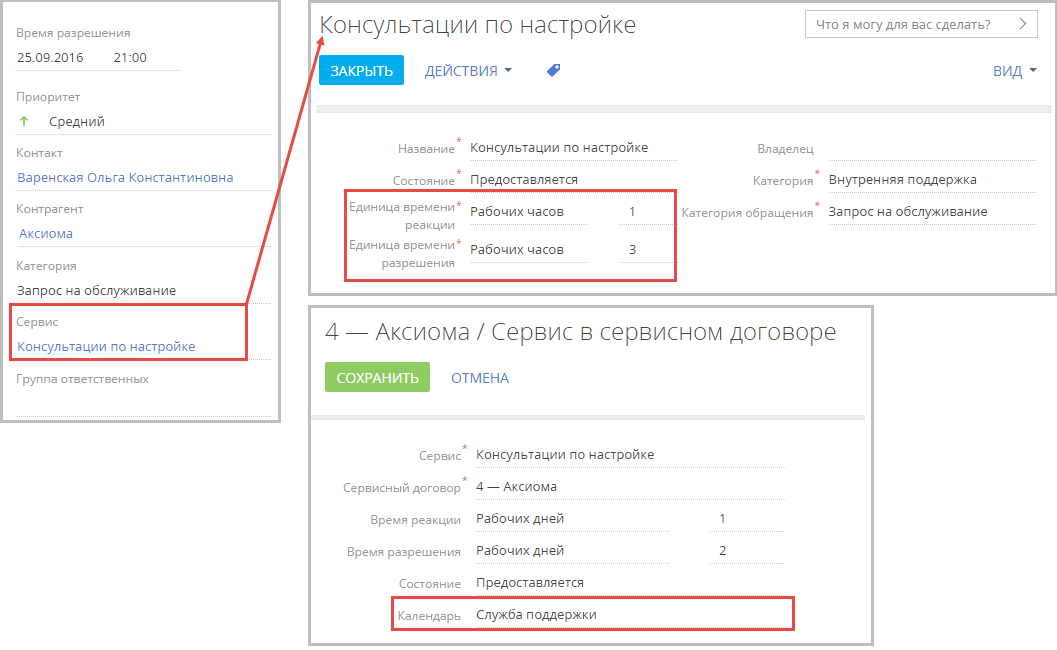 Время разрешения
25.09.2016 21:00
Приоритет
Средний
Контакт
Варенская Ольга Константиновна
Контрагент
Аксиома
Категория
Запрос на обслуживание
Сервис
Консультации по настройке
Группа ответственных
Консультации по настройке
Что я могу для вас сделать?
ЗАКРЫТЬ ДЕЙСТВИЯ ВИД
Название* Консультации по настройке Владелец
Состояние* Предоставляется Категория* Внутренняя поддержка
Единица времени* Рабочих часов 1 Категория обращения* Запрос на обслуживание
реакции
Единица времени* Рабочих часов 3
разрешения
4 — Аксиома / Сервис в сервисном договоре
СОХРАНИТЬ ОТМЕНА
Сервис* Консультации по настройке
Сервисный договор* 4 — Аксиома
Время реакции Рабочих дней 1
Время разрешения Рабочих дней 2
Состояние Предоставляется
Календарь Служба поддержки